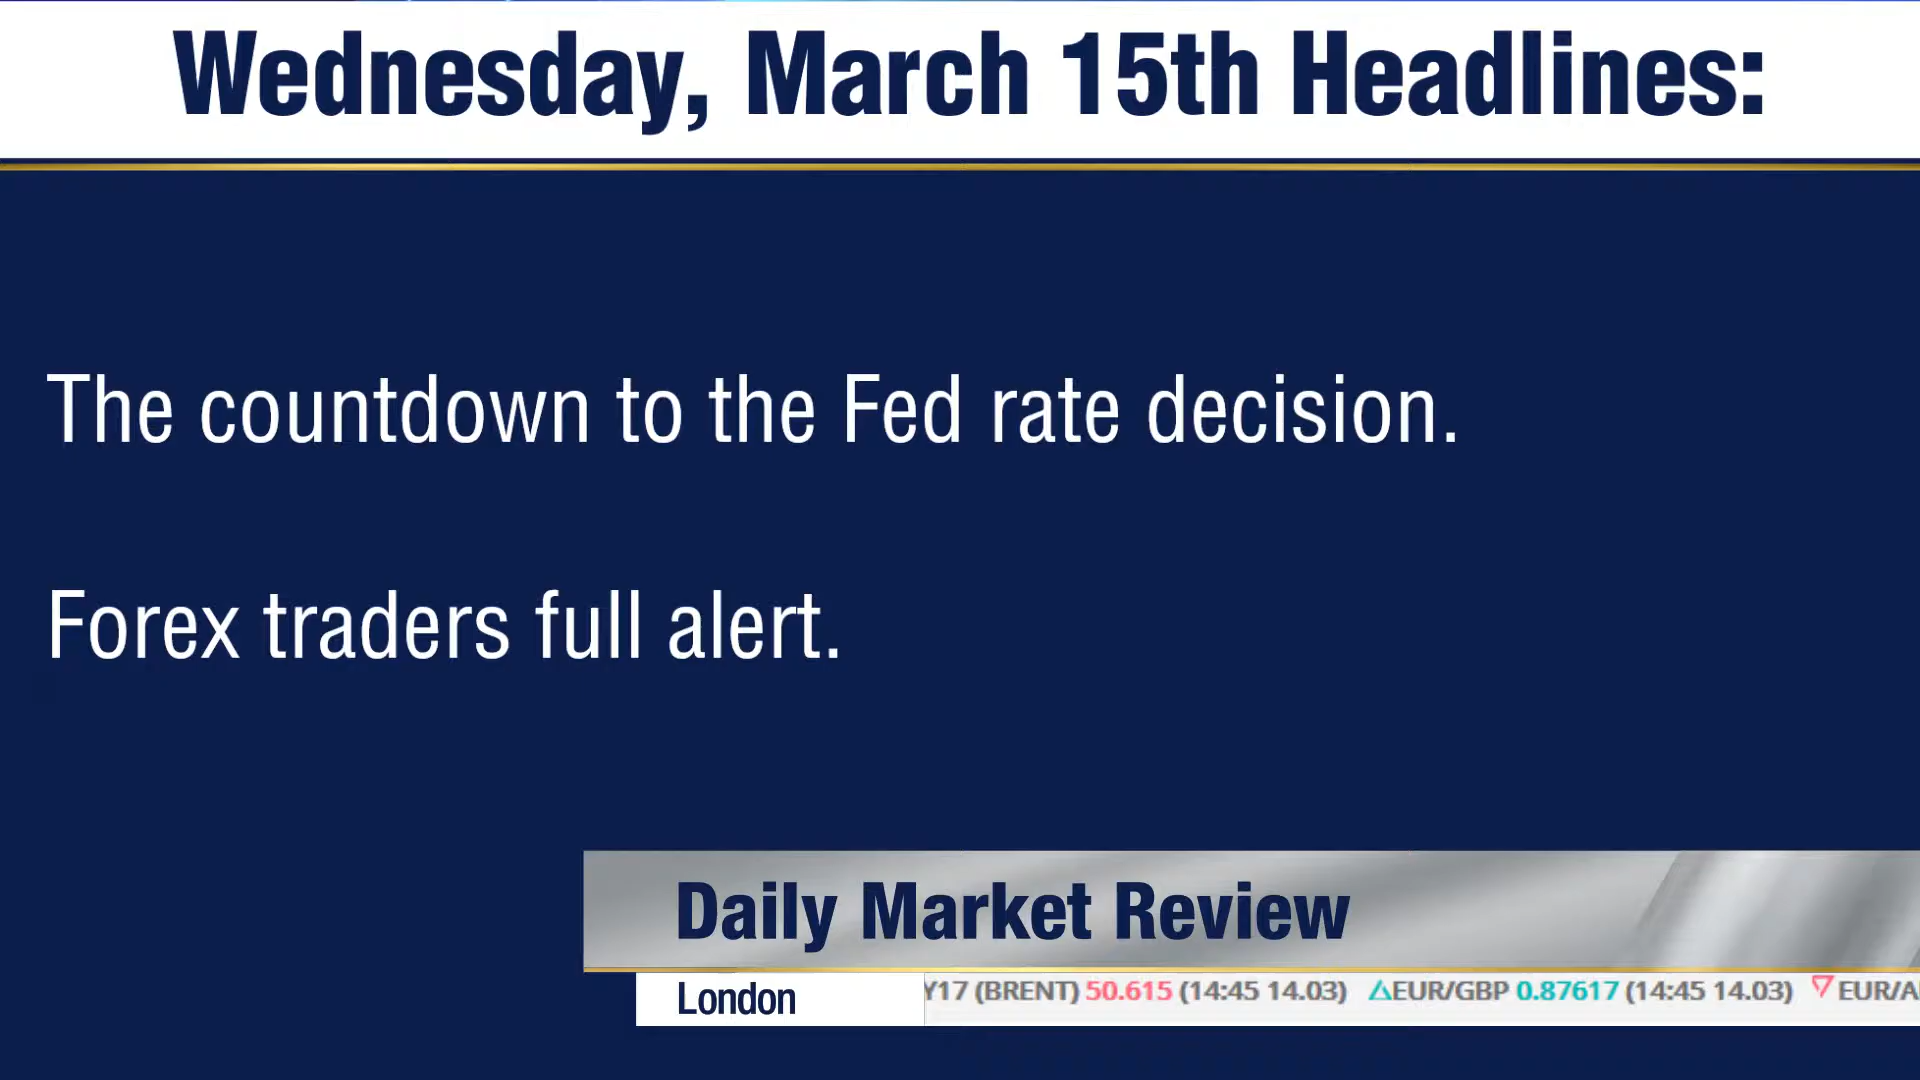 Wednesday, March 15th Headlines:
The countdown to the Fed rate decision.
Forex traders full alert.
Daily Market Review
London
Y17 (BRENT) 50.615 (14:45 14.03) △EUR/GBP 0.87617 (14:45 14.03) ▽EUR/A